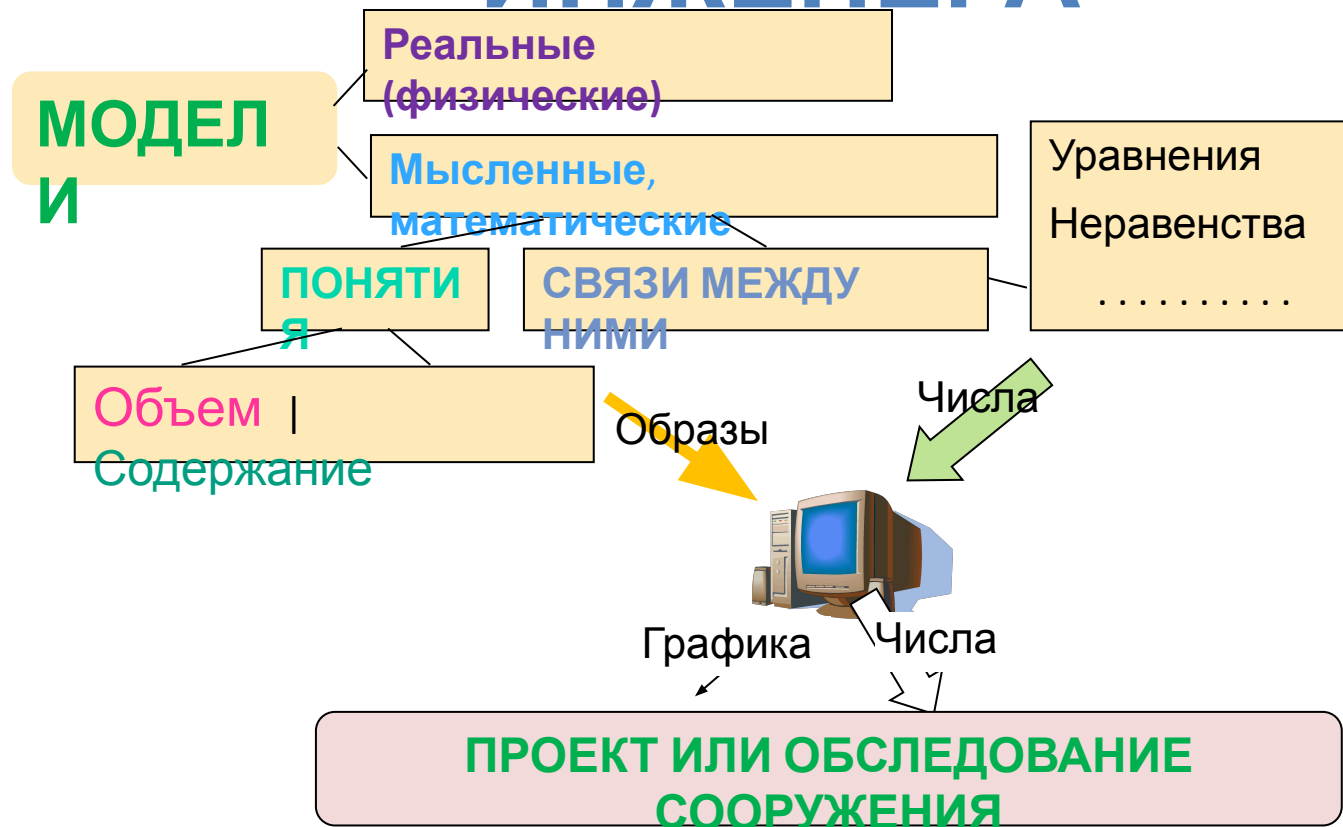 ИНЖЕНЕРА
Реальные
(физические)
МОДЕЛ
И
Мысленные,
математические
Уравнения
Неравенства
. . . . . . . . . .
ПОНЯТИ
Я
СВЯЗИ МЕЖДУ
НИМИ
Объем |
Содержание
Образы
Числа
Графика
Числа
ПРОЕКТ ИЛИ ОБСЛЕДОВАНИЕ
СООРУЖЕНИЯ